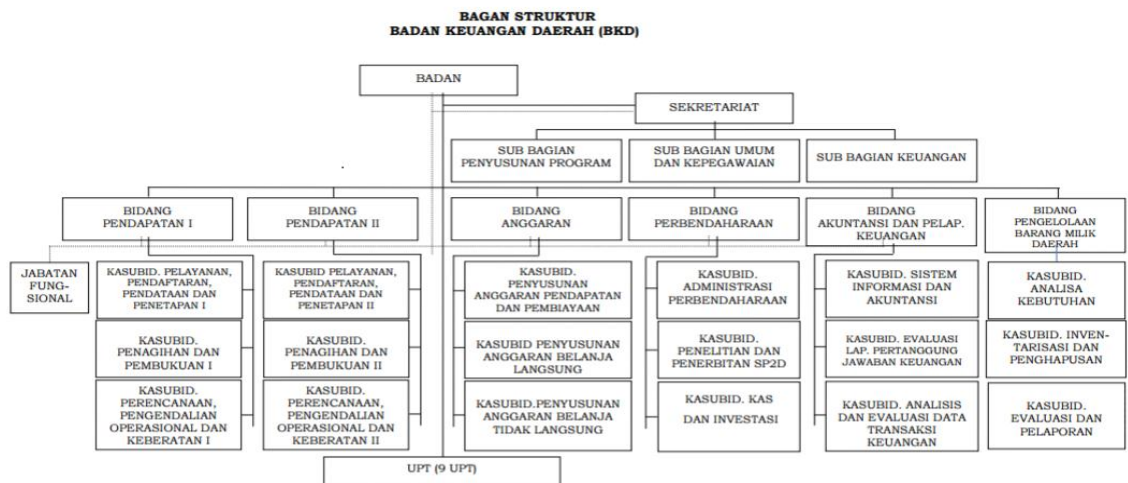 BAGAN STRUKTUR
BADAN KEUANGAN DAERAH (BKD)
BADAN
SEKRETARIAT
SUB BAGIAN
PENYUSUNAN PROGRAM
SUB BAGIAN UMUM
DAN KEPEGAWAIAN
SUB BAGIAN KEUANGAN
BIDANG
PENDAPATAN I
BIDANG
PENDAPATAN II
BIDANG
ANGGARAN
BIDANG
PERBENDAHARAAN
BIDANG
AKUNTANSI DAN PELAP.
KEUANGAN
BIDANG
PENGELOLAAN
BARANG MILIK
DAERAH
JABATAN
FUNG-
SIONAL
KASUBID. PELAYANAN,
PENDAFTARAN,
PENDATAAN DAN
PENETAPAN I
KASUBID PELAYANAN,
PENDAFTARAN,
PENDATAAN DAN
PENETAPAN II
KASUBID.
PENYUSUNAN
ANGGARAN PENDAPATAN
DAN PEMBIAYAAN
KASUBID.
ADMINISTRASI
PERBENDAHARAAN
KASUBID. SISTEM
INFORMASI DAN
AKUNTANSI
KASUBID.
ANALISA
KEBUTUHAN
KASUBID.
PENAGIHAN DAN
PEMBUKUAN I
KASUBID.
PENAGIHAN DAN
PEMBUKUAN II
KASUBID PENYUSUNAN
ANGGARAN BELANJA
LANGSUNG
KASUBID.
PENELITIAN DAN
PENERBITAN SP2D
KASUBID. EVALUASI
LAP. PERTANGGUNG
JAWABAN KEUANGAN
KASUBID. INVEN-
TARISASI DAN
PENGHAPUSAN
KASUBID.
PERENCANAAN,
PENGENDALIAN
OPERASIONAL DAN
KEBERATAN I
KASUBID.
PERENCANAAN,
PENGENDALIAN
OPERASIONAL DAN
KEBERATAN II
KASUBID.PENYUSUNAN
ANGGARAN BELANJA
TIDAK LANGSUNG
KASUBID. KAS
DAN INVESTASI
KASUBID. ANALISIS
DAN EVALUASI DATA
TRANSAKSI
KEUANGAN
KASUBID.
EVALUASI DAN
PELAPORAN
UPT (9 UPT)